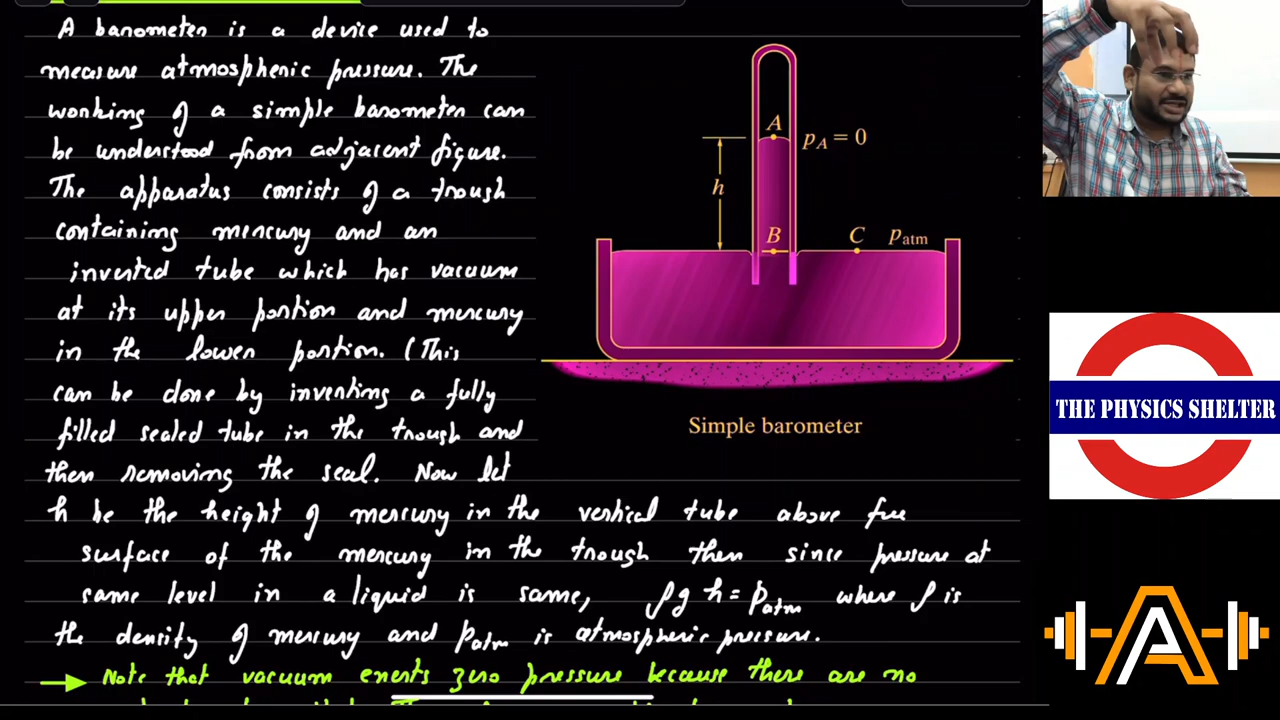 A barometer is a device used to
measure atmospheric pressure. The
working of a simple barometer can
be understood from adjacent figure.
The apparatus consists of a trough
containing mercury and an
inverted tube which has vacuum
at its upper portion and mercury
in the lower portion. (This
can be done by inverting a fully
filled sealed tube in the trough and
then removing the seal. Now let
h be the height of mercury in the vertical tube above free
surface of the mercury in the trough then since pressure at
same level in a liquid is same, ρgh = Patm where ρ is
the density of mercury and Patm is atmospheric pressure.
→ Note that vacuum exerts zero pressure because there are no
A
pA = 0
h
B
C
patm
Simple barometer
THE PHYSICS SHELTER
A